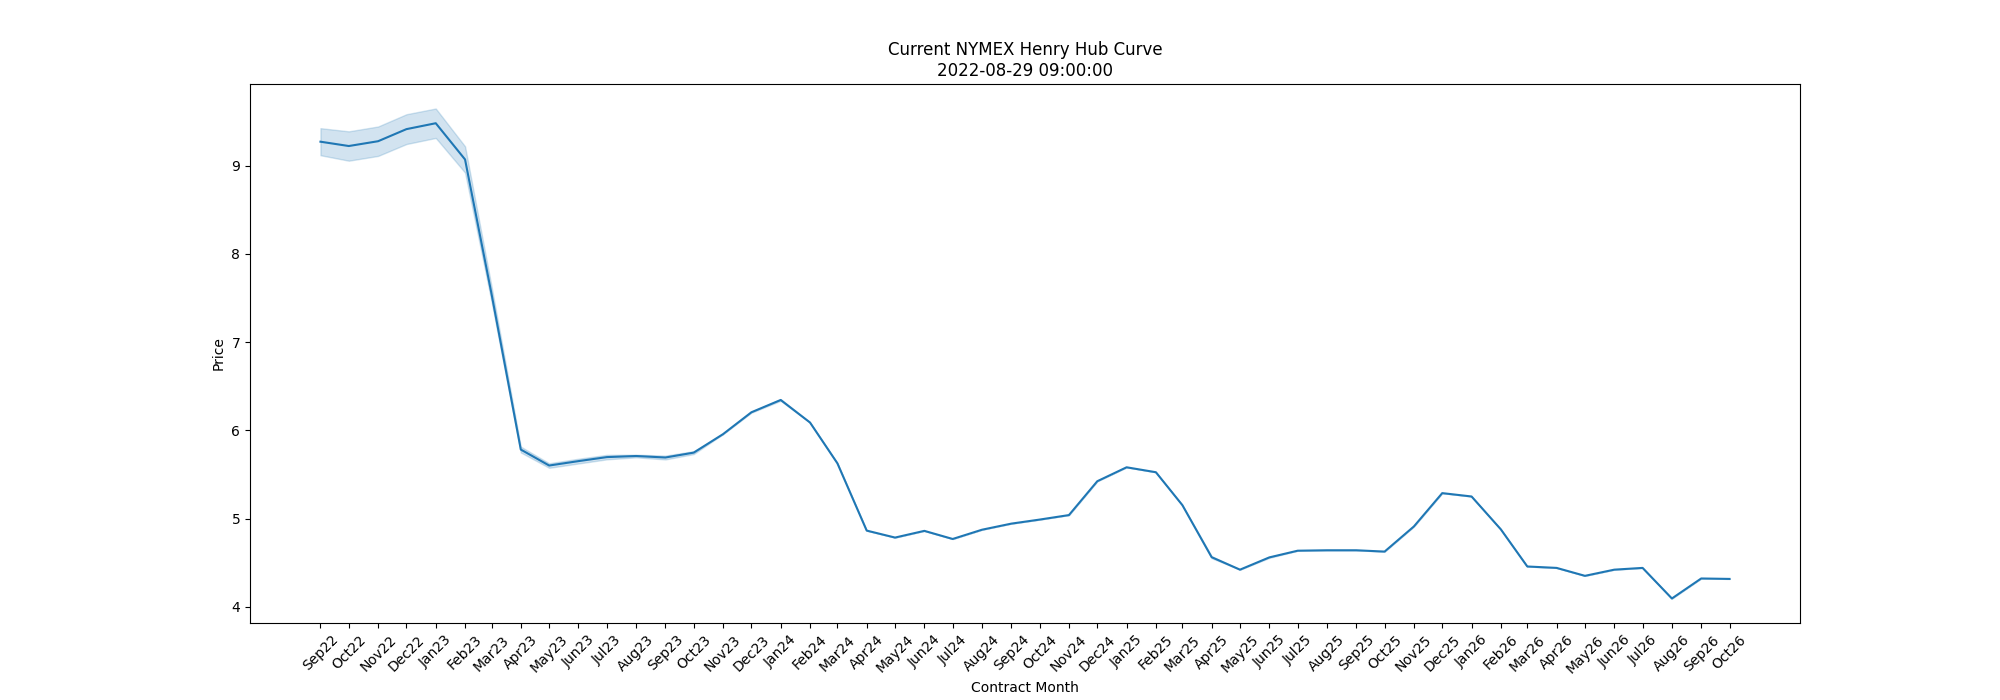 Current NYMEX Henry Hub Curve
2022-08-29 09:00:00
Price
9
8
7
6
5
4
Sep22
Oct22
Nov22
Dec22
Jan23
Feb23
Mar23
Apr23
May23
Jun23
Jul23
Aug23
Sep23
Oct23
Nov23
Dec23
Jan24
Feb24
Mar24
Apr24
May24
Jun24
Jul24
Aug24
Sep24
Oct24
Nov24
Dec24
Jan25
Feb25
Mar25
Apr25
May25
Jun25
Jul25
Aug25
Sep25
Oct25
Nov25
Dec25
Jan26
Feb26
Mar26
Apr26
May26
Jun26
Jul26
Aug26
Sep26
Oct26
Contract Month